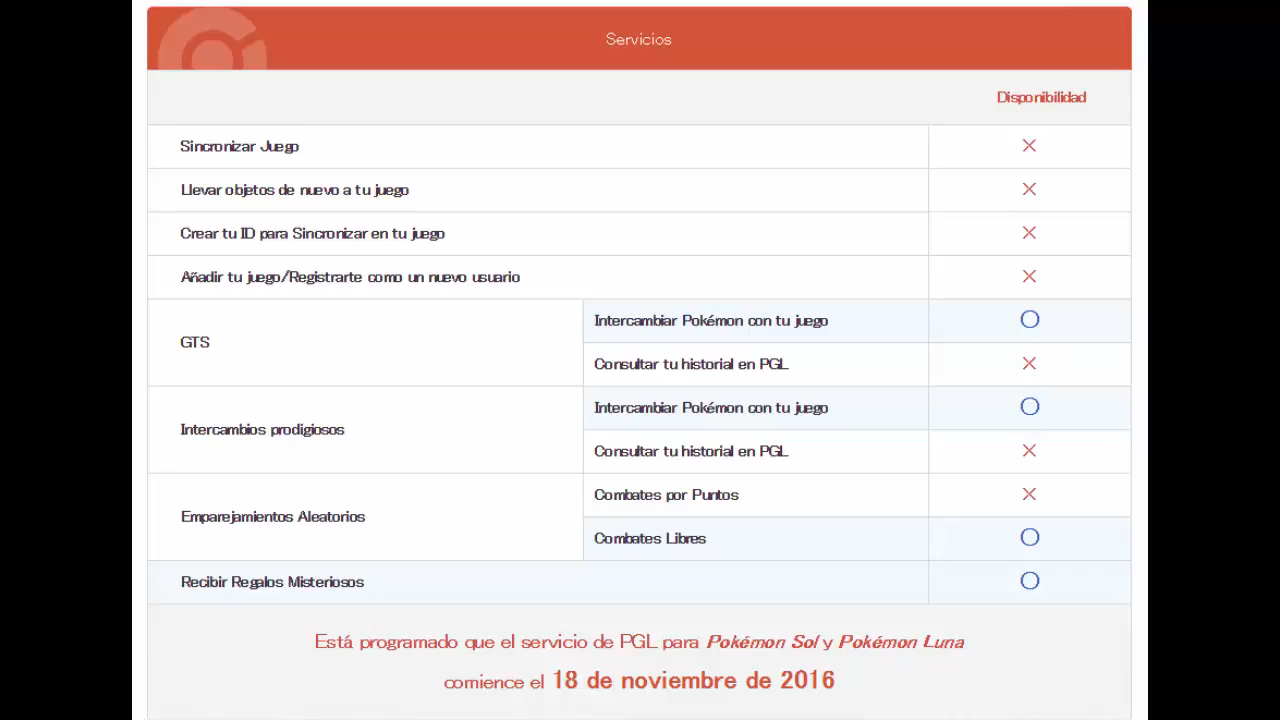 Servicios
Disponibilidad
Sincronizar Juego ×
Llevar objetos de nuevo a tu juego ×
Crear tu ID para Sincronizar en tu juego ×
Añadir tu juego/Registrarte como un nuevo usuario ×
GTS
Intercambiar Pokémon con tu juego ○
Consultar tu historial en PGL ×
Intercambios prodigiosos
Intercambiar Pokémon con tu juego ○
Consultar tu historial en PGL ×
Emparejamientos Aleatorios
Combates por Puntos ×
Combates Libres ○
Recibir Regalos Misteriosos ○
Está programado que el servicio de PGL para Pokémon Sol y Pokémon Luna
comience el 18 de noviembre de 2016